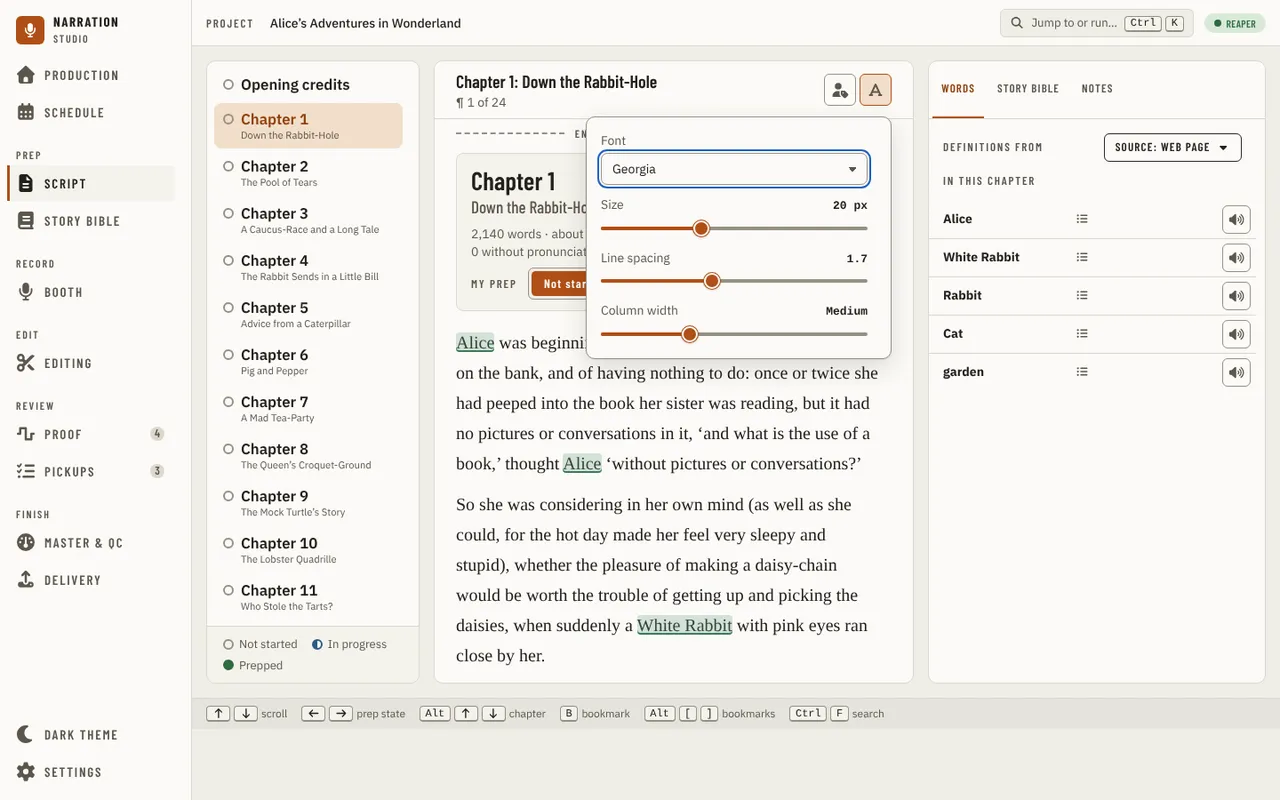 NARRATION
STUDIO
PRODUCTION
SCHEDULE
PREP
SCRIPT
STORY BIBLE
RECORD
BOOTH
EDIT
EDITING
REVIEW
PROOF 4
PICKUPS 3
FINISH
MASTER & QC
DELIVERY
DARK THEME
SETTINGS
PROJECT Alice's Adventures in Wonderland
Jump to or run... Ctrl K
REAPER
Opening credits
Chapter 1
Down the Rabbit-Hole
Chapter 2
The Pool of Tears
Chapter 3
A Caucus-Race and a Long Tale
Chapter 4
The Rabbit Sends in a Little Bill
Chapter 5
Advice from a Caterpillar
Chapter 6
Pig and Pepper
Chapter 7
A Mad Tea-Party
Chapter 8
The Queen's Croquet-Ground
Chapter 9
The Mock Turtle's Story
Chapter 10
The Lobster Quadrille
Chapter 11
Who Stole the Tarts?
Not started In progress
Prepped
Chapter 1: Down the Rabbit-Hole
¶ 1 of 24
A
Chapter 1
2,140 words · about
0 without
MY PREP Not
Font
Georgia
Size 20 px
Line spacing 1.7
Column width Medium
Alice was
on the bank, and of having nothing to do: once or twice she
had peeped into the book her sister was reading, but it had
no pictures or conversations in it, ‘and what is the use of a
book,’ thought Alice ‘without pictures or conversations?’
So she was considering in her own mind (as well as she
could, for the hot day made her feel very sleepy and
stupid), whether the pleasure of making a daisy-chain
would be worth the trouble of getting up and picking the
daisies, when suddenly a White Rabbit with pink eyes ran
close by her.
WORDS STORY BIBLE NOTES
DEFINITIONS FROM SOURCE: WEB PAGE
IN THIS CHAPTER
Alice
White Rabbit
Rabbit
Cat
garden
↑ ↓ scroll ← → prep state Alt ↑ ↓ chapter B bookmark Alt [ ] bookmarks Ctrl F search